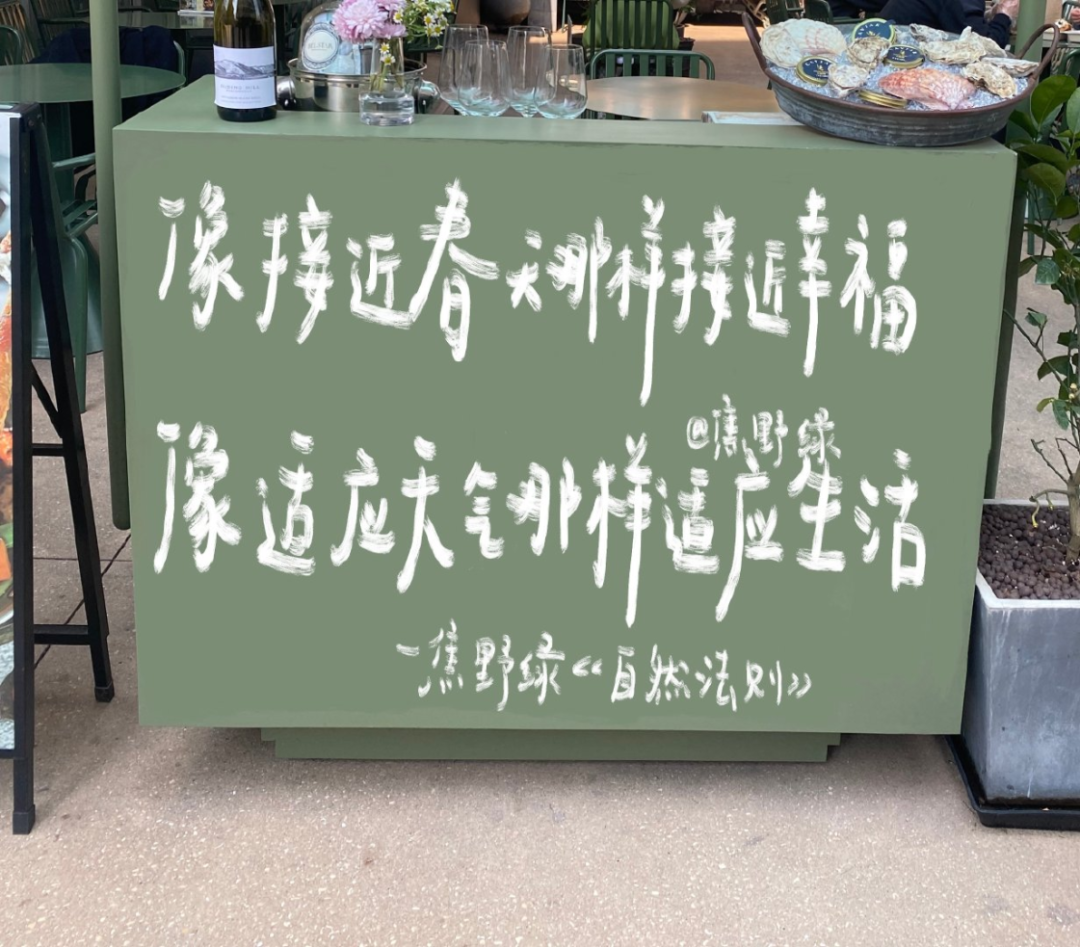 像接近春天那样接近幸福
@焦野绿
像适应天气那样适应生活
-焦野绿《自然法则》